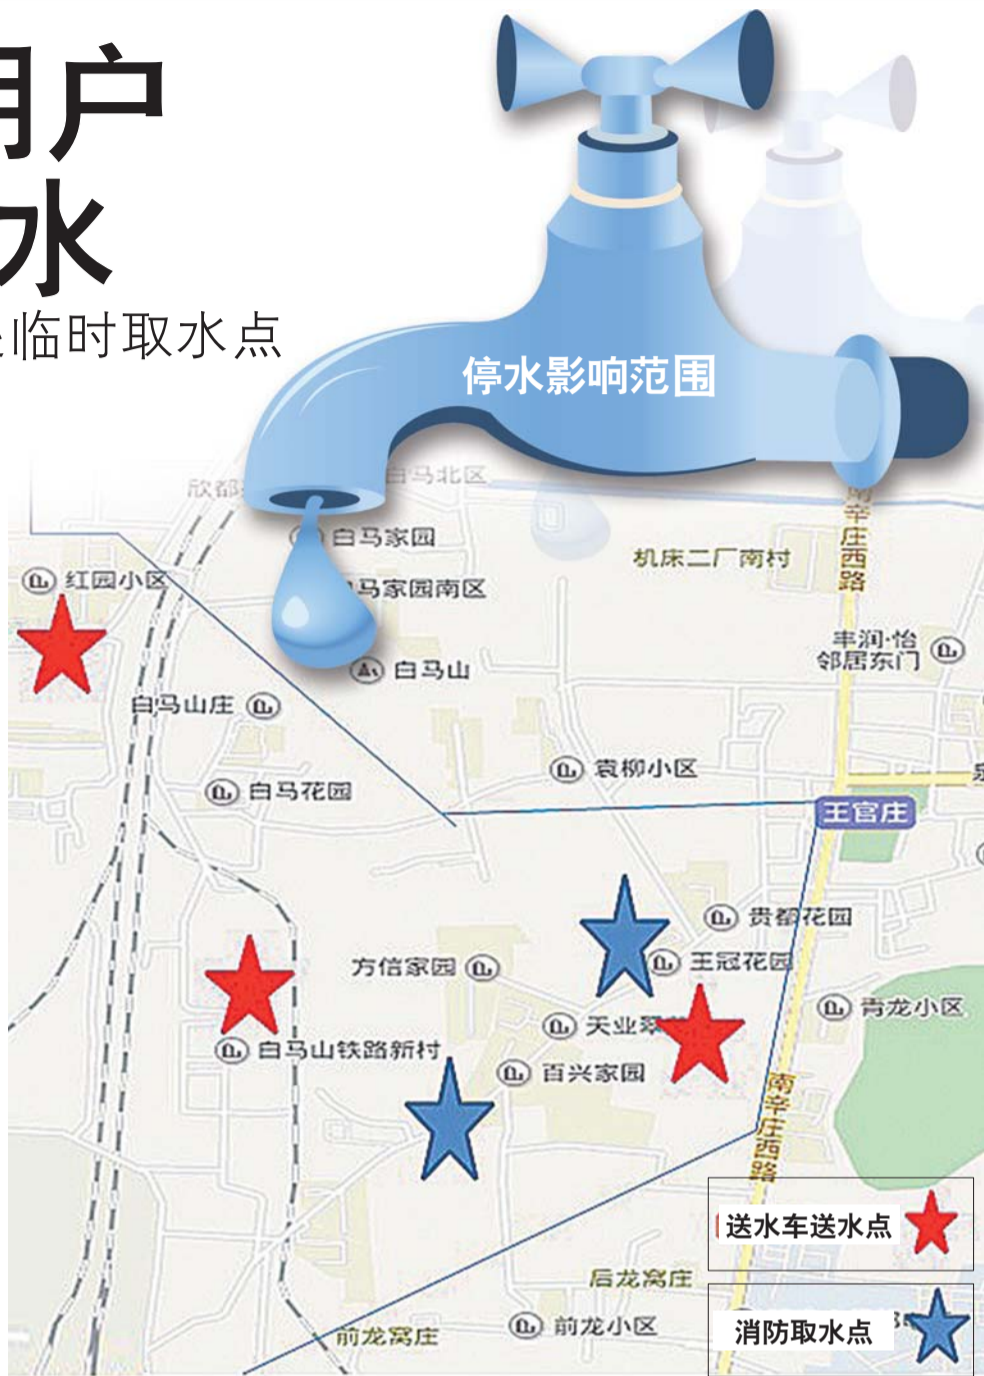 用户
水
临时取水点
停水影响范围
白马北区
欣都
白马家园
机床二厂南村
南辛庄西路
红园小区
马家园南区
丰润·怡
邻居东门
白马山
白马山庄
袁柳小区
白马花园
王官庄
贵都花园
方信家园
王冠花园
天业翠
青龙小区
白马山铁路新村
百兴家园
南辛庄西路
送水车送水点
后龙窝庄
前龙窝庄
前龙小区
消防取水点